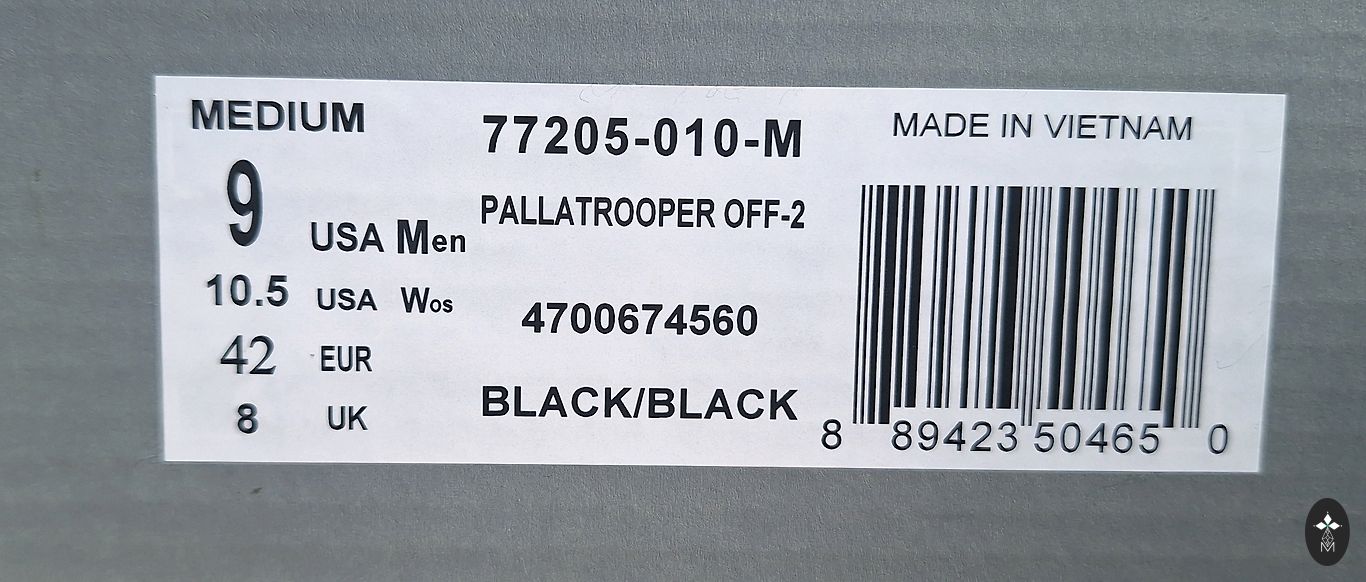 MEDIUM
9 USA Men
10.5 USA Wos
42 EUR
8 UK
77205-010-M
PALLATROOPER OFF-2
4700674560
BLACK/BLACK
MADE IN VIETNAM
8 89423 50465 0
M